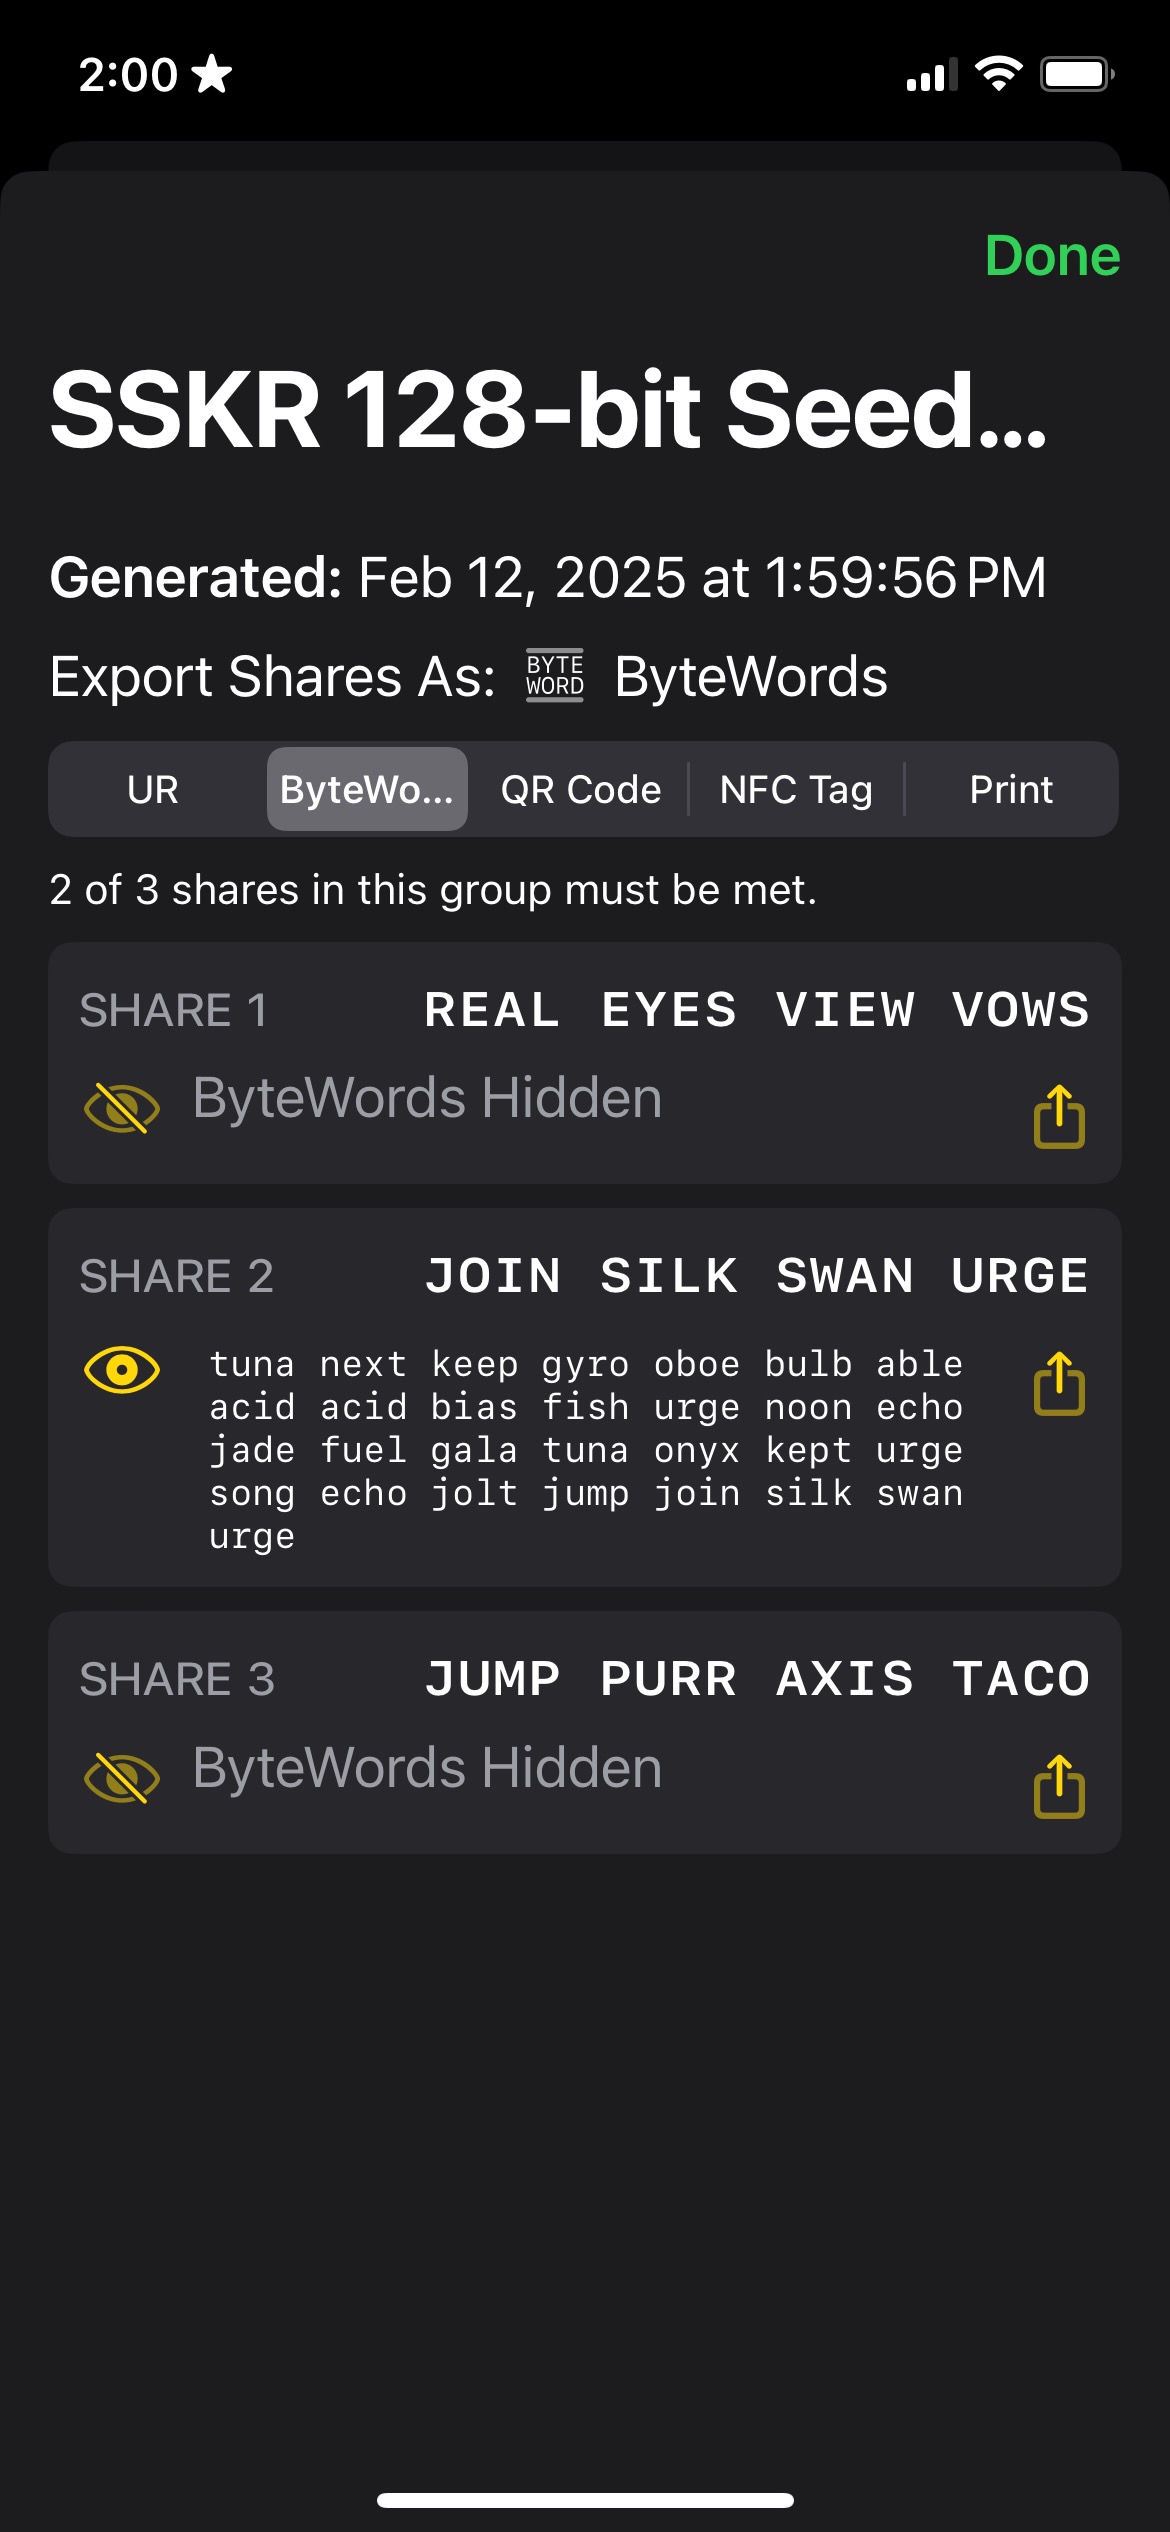 2:00
Done
SSKR 128-bit Seed...
Generated: Feb 12, 2025 at 1:59:56 PM
Export Shares As: BYTE WORD ByteWords
UR ByteWo... QR Code NFC Tag Print
2 of 3 shares in this group must be met.
SHARE 1 REAL EYES VIEW VOWS
ByteWords Hidden
SHARE 2 JOIN SILK SWAN URGE
tuna next keep gyro oboe bulb able
acid acid bias fish urge noon echo
jade fuel gala tuna onyx kept urge
song echo jolt jump join silk swan
urge
SHARE 3 JUMP PURR AXIS TACO
ByteWords Hidden